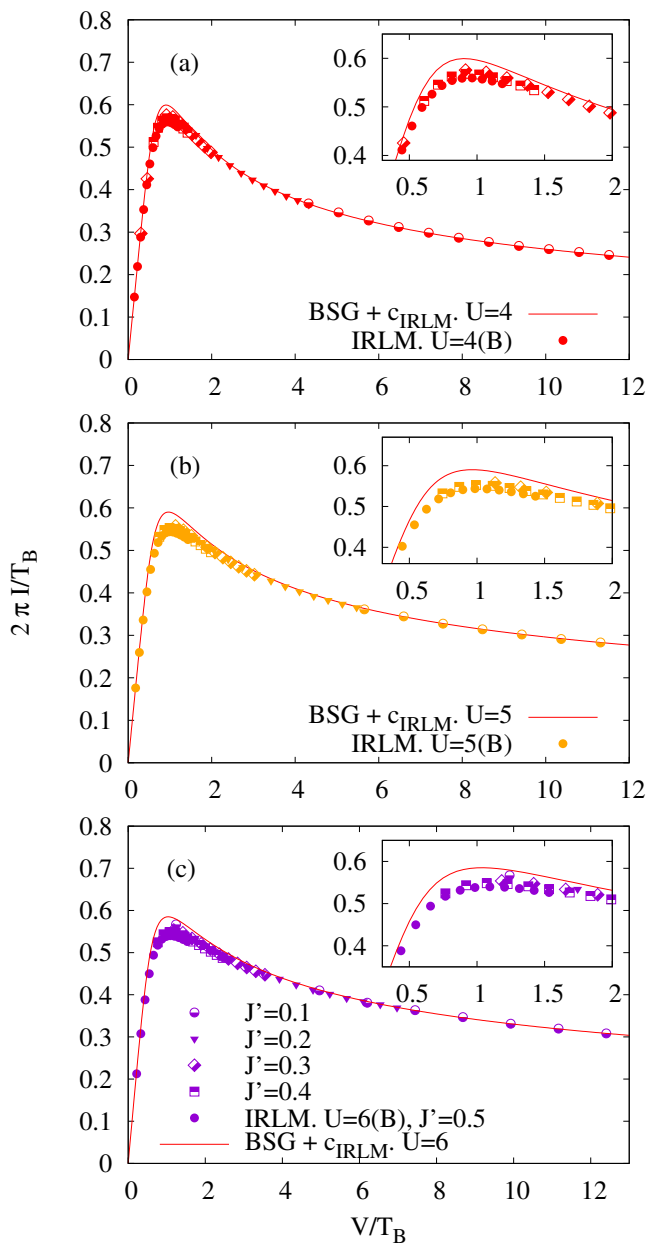 0.8
0.7
0.6
0.5
0.4
0.3
0.2
0.1
0
(a)
0.6
0.5
0.4
0.5 1 1.5 2
BSG + c_IRLM. U=4
IRLM. U=4(B)
0 2 4 6 8 10 12
0.8
0.7
0.6
0.5
0.4
0.3
0.2
0.1
0
(b)
0.6
0.5
0.4
0.5 1 1.5 2
BSG + c_IRLM. U=5
IRLM. U=5(B)
0 2 4 6 8 10 12
2 π I/T_B
0.8
0.7
0.6
0.5
0.4
0.3
0.2
0.1
0
(c)
0.6
0.5
0.4
0.5 1 1.5 2
J'=0.1
J'=0.2
J'=0.3
J'=0.4
IRLM. U=6(B), J'=0.5
BSG + c_IRLM. U=6
0 2 4 6 8 10 12
V/T_B